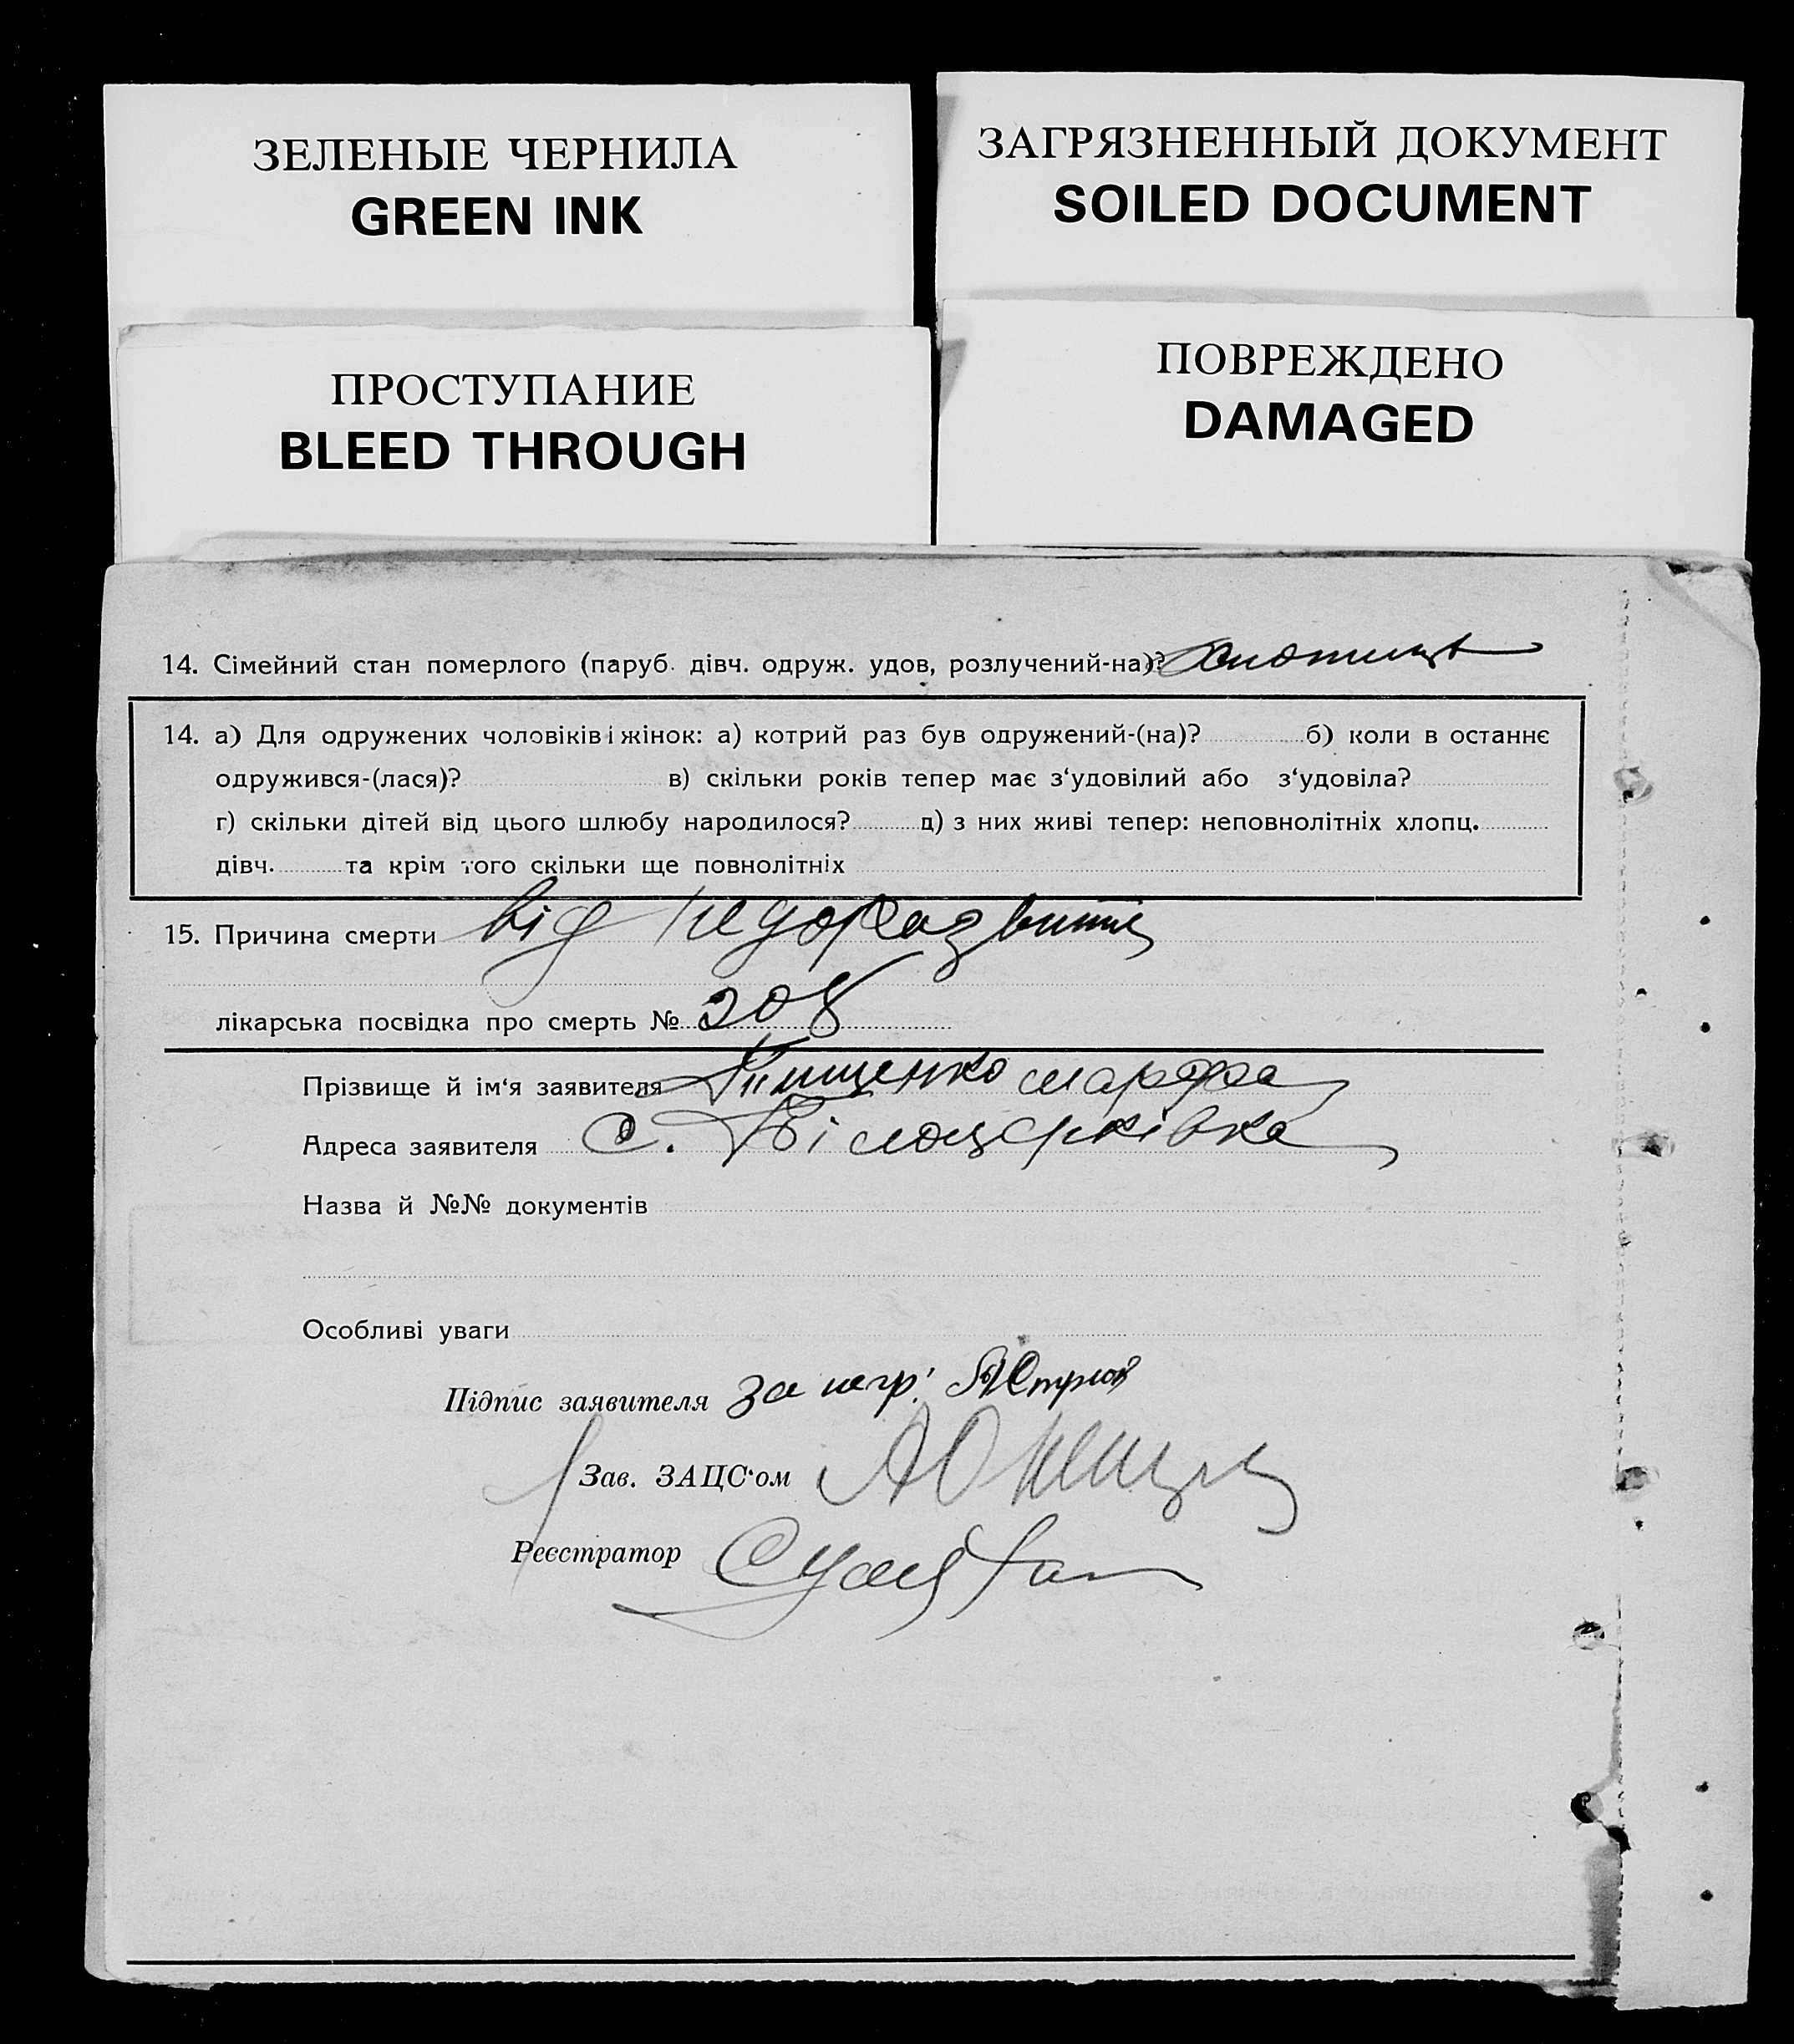 ЗЕЛЕНЫЕ ЧЕРНИЛА
GREEN INK
ЗАГРЯЗНЕННЫЙ ДОКУМЕНТ
SOILED DOCUMENT
ПРОСТУПАНИЕ
BLEED THROUGH
ПОВРЕЖДЕНО
DAMAGED
14. Сімейний стан померлого (паруб. дівч. одруж. удов, розлучений-на)?
14. а) Для одружених чоловіків і жінок: а) котрий раз був одружений-(на)? б) коли в останнє
одружився-(лася)? в) скільки років тепер має з‘удовілий або з‘удовіла?
г) скільки дітей від цього шлюбу народилося? д) з них живі тепер: неповнолітніх хлопц.
дівч. та крім того скільки ще повнолітніх
15. Причина смерти від недоразвиття
лікарська посвідка про смерть № 208
Прізвище й ім‘я заявителя марфа
Адреса заявителя с. Білоцерківка
Назва й №№ документів
Особливі уваги
Підпис заявителя за негр.
Зав. ЗАЦС‘ом
Реєстратор